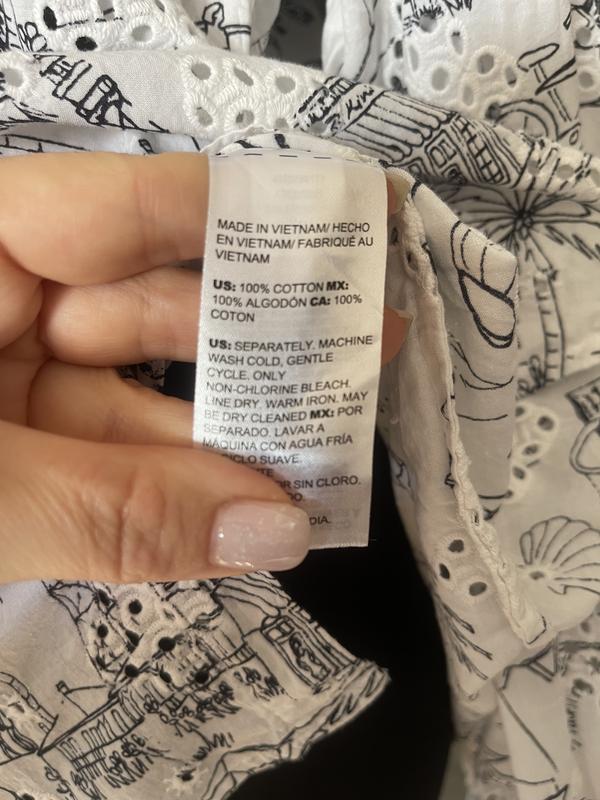 MADE IN VIETNAM/ HECHO
EN VIETNAM/ FABRIQUÉ AU
VIETNAM
US: 100% COTTON MX:
100% ALGODÓN CA: 100%
COTON
US: SEPARATELY. MACHINE
WASH COLD, GENTLE
CYCLE. ONLY
NON-CHLORINE BLEACH.
LINE DRY. WARM IRON. MAY
BE DRY CLEANED MX: POR
SEPARADO. LAVAR A
MÁQUINA CON AGUA FRÍA
CICLO SUAVE.
SIN CLORO.